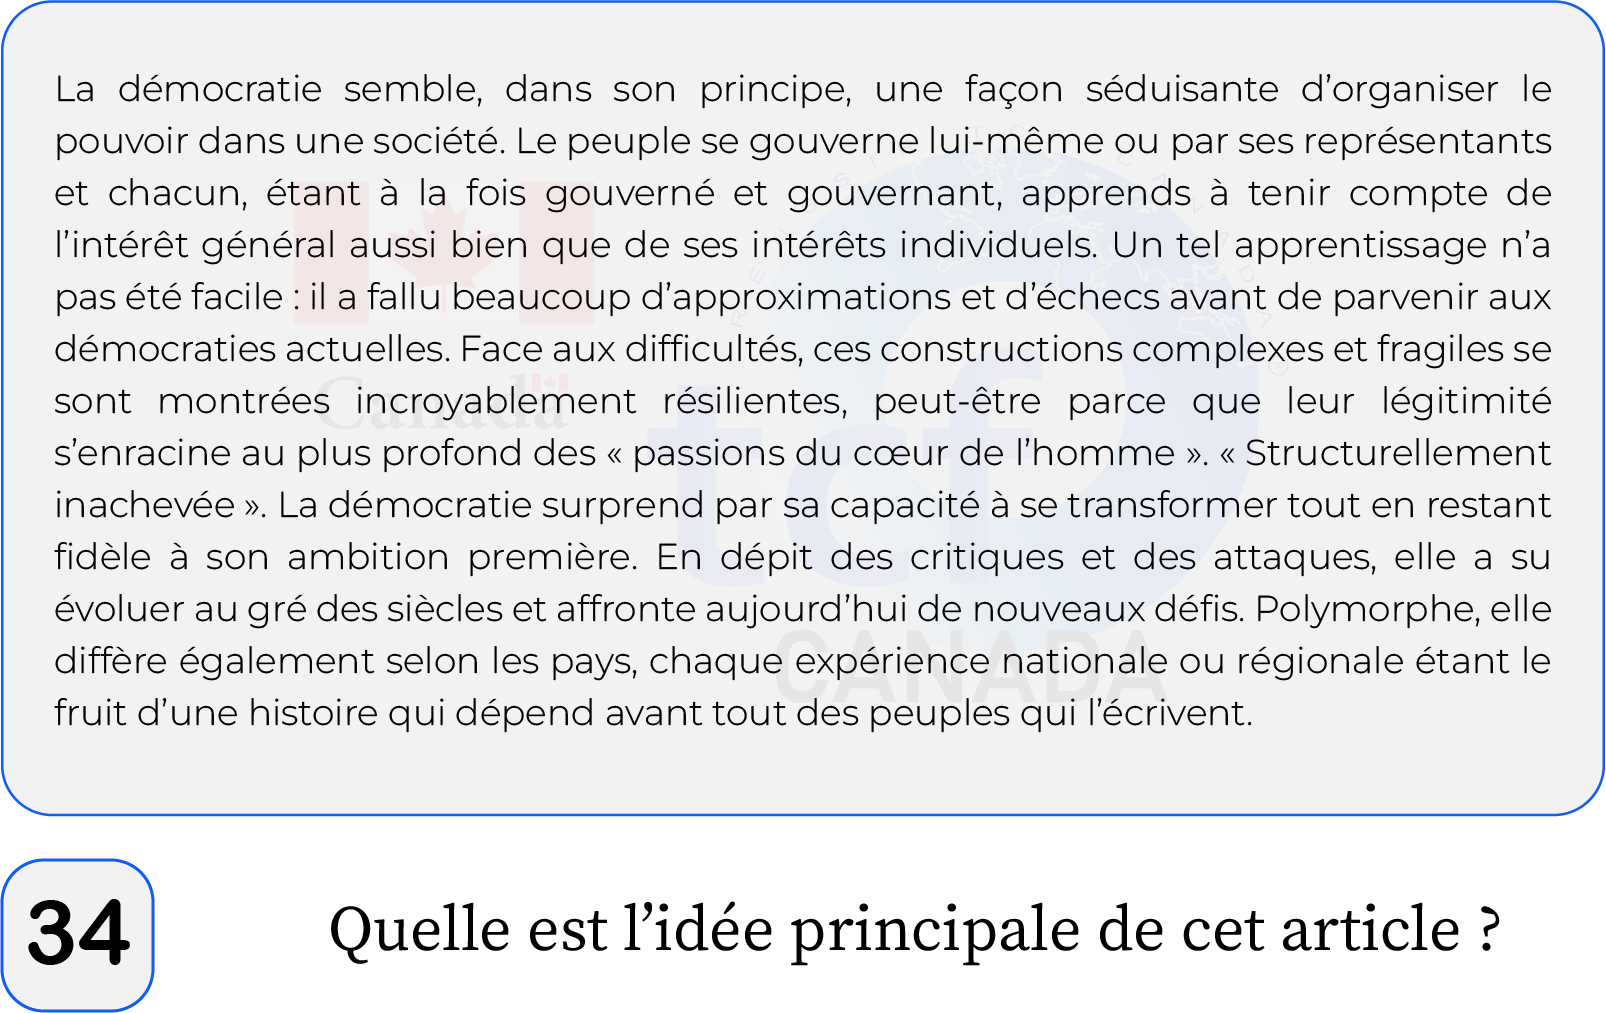 La démocratie semble, dans son principe, une façon séduisante d’organiser le
pouvoir dans une société. Le peuple se gouverne lui-même ou par ses représentants
et chacun, étant à la fois gouverné et gouvernant, apprends à tenir compte de
l’intérêt général aussi bien que de ses intérêts individuels. Un tel apprentissage n’a
pas été facile : il a fallu beaucoup d’approximations et d’échecs avant de parvenir aux
démocraties actuelles. Face aux difficultés, ces constructions complexes et fragiles se
sont montrées incroyablement résilientes, peut-être parce que leur légitimité
s’enracine au plus profond des « passions du cœur de l’homme ». « Structurellement
inachevée ». La démocratie surprend par sa capacité à se transformer tout en restant
fidèle à son ambition première. En dépit des critiques et des attaques, elle a su
évoluer au gré des siècles et affronte aujourd’hui de nouveaux défis. Polymorphe, elle
diffère également selon les pays, chaque expérience nationale ou régionale étant le
fruit d’une histoire qui dépend avant tout des peuples qui l’écrivent.
Canada
tcf
CANADA
34
Quelle est l’idée principale de cet article ?